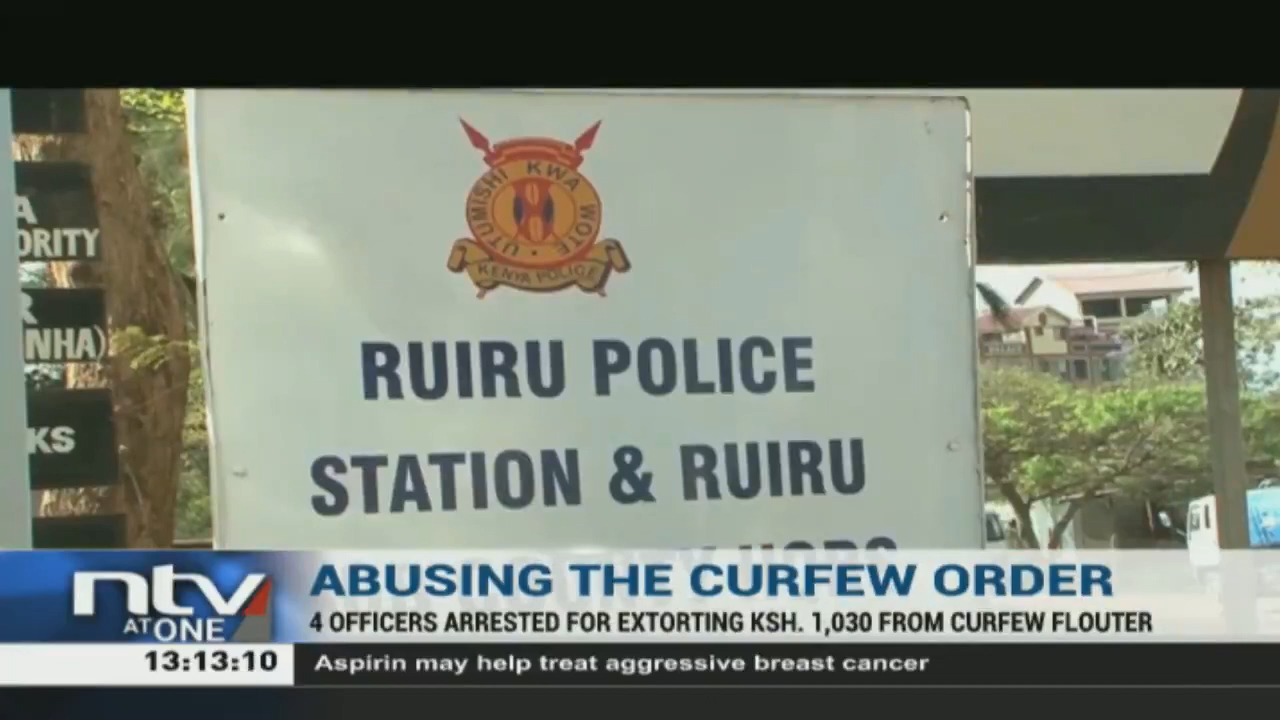 UTUMISHI KWA WOTE
KENYA POLICE
RUIRU POLICE
STATION & RUIRU
A
ORITY
R
NHA)
KS
ntv
AT ONE
ABUSING THE CURFEW ORDER
4 OFFICERS ARRESTED FOR EXTORTING KSH. 1,030 FROM CURFEW FLOUTER
13:13:10
Aspirin may help treat aggressive breast cancer